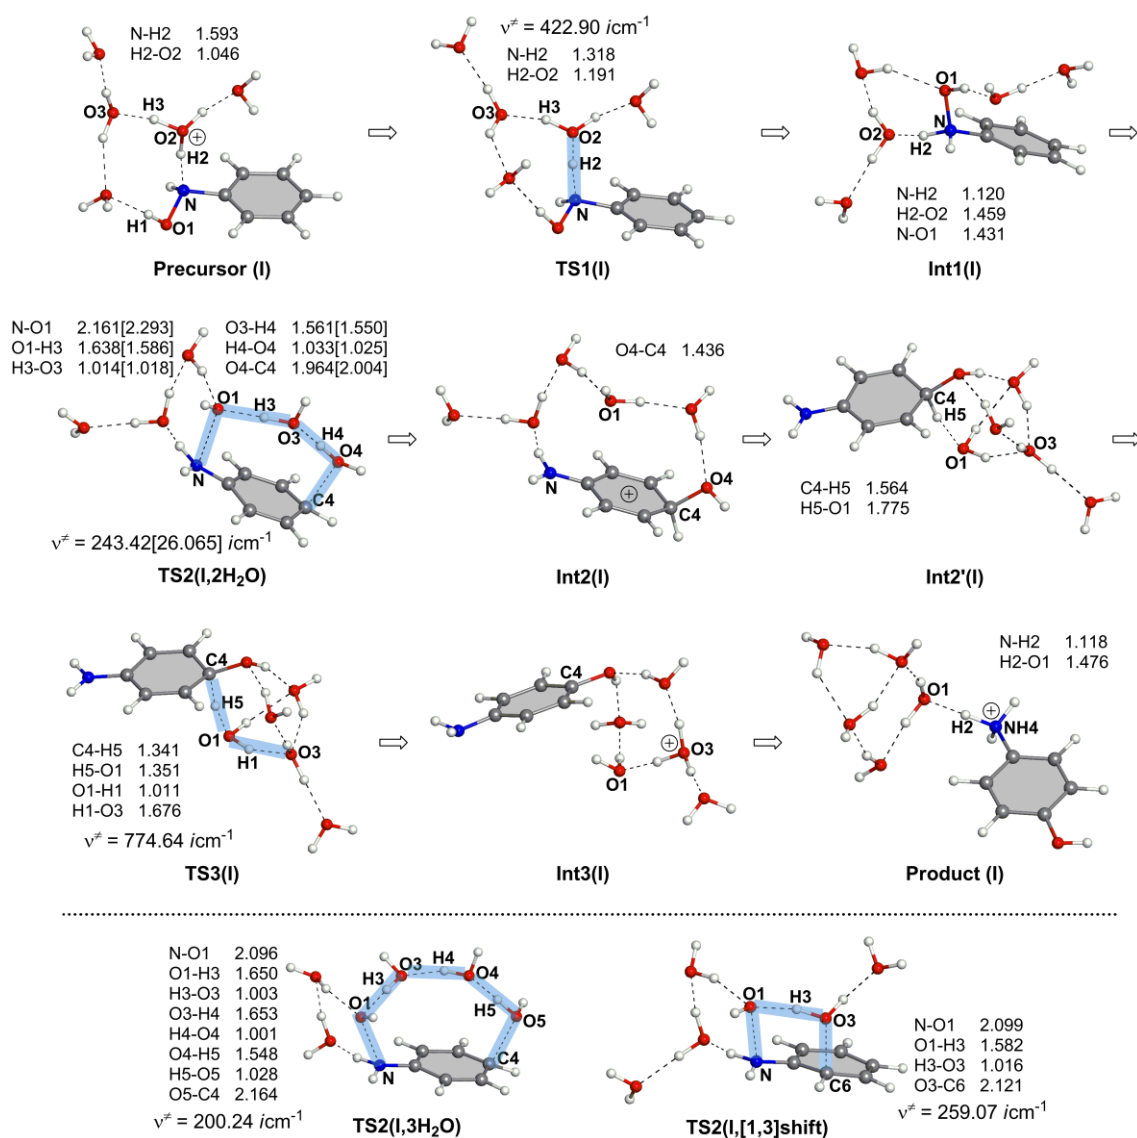 N-H2 1.593
H2-O2 1.046
O3
H3
O2
⊕
H2
N
H1
O1
Precursor (I)
⇨
ν≠ = 422.90 icm-1
N-H2 1.318
H2-O2 1.191
O3
H3
O2
H2
N
O1
TS1(I)
⇨
O1
O2
N
H2
N-H2 1.120
H2-O2 1.459
N-O1 1.431
Int1(I)
⇨
N-O1 2.161[2.293]
O1-H3 1.638[1.586]
H3-O3 1.014[1.018]
O3-H4 1.561[1.550]
H4-O4 1.033[1.025]
O4-C4 1.964[2.004]
O1
H3
O3
H4
O4
N
C4
ν≠ = 243.42[26.065] icm-1
TS2(I,2H2O)
⇨
O4-C4 1.436
O1
O4
N
⊕
C4
Int2(I)
⇨
C4
H5
O1
O3
C4-H5 1.564
H5-O1 1.775
Int2'(I)
⇨
C4
H5
O1
H1
O3
C4-H5 1.341
H5-O1 1.351
O1-H1 1.011
H1-O3 1.676
ν≠ = 774.64 icm-1
TS3(I)
⇨
C4
⊕
O3
O1
Int3(I)
⇨
N-H2 1.118
H2-O1 1.476
O1
⊕
H2
NH4
Product (I)
N-O1 2.096
O1-H3 1.650
H3-O3 1.003
O3-H4 1.653
H4-O4 1.001
O4-H5 1.548
H5-O5 1.028
O5-C4 2.164
ν≠ = 200.24 icm-1
H4
O3
O4
H3
O1
H5
O5
C4
N
TS2(I,3H2O)
O1
H3
O3
N
C6
N-O1 2.099
O1-H3 1.582
H3-O3 1.016
O3-C6 2.121
ν≠ = 259.07 icm-1
TS2(I,[1,3]shift)